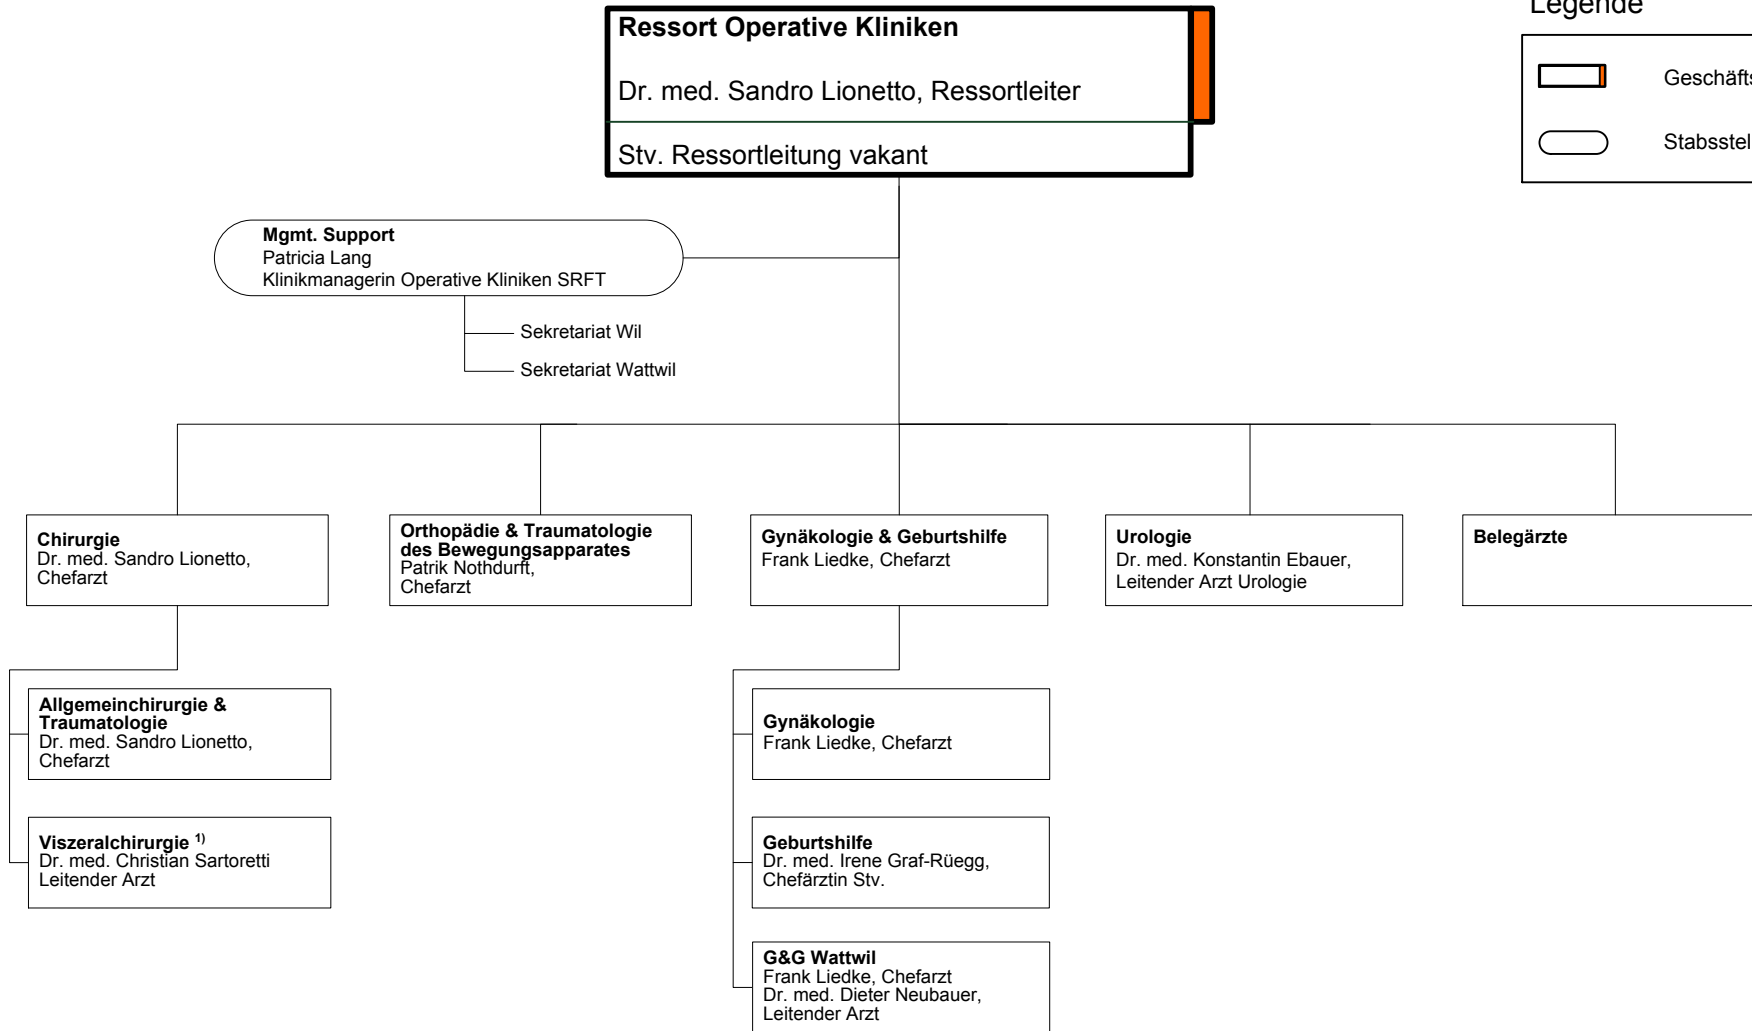 Legende
Ressort Operative Kliniken
Dr. med. Sandro Lionetto, Ressortleiter
Stv. Ressortleitung vakant
Geschäfts
Stabsstel
Mgmt. Support
Patricia Lang
Klinikmanagerin Operative Kliniken SRFT
Sekretariat Wil
Sekretariat Wattwil
Chirurgie
Dr. med. Sandro Lionetto,
Chefarzt
Orthopädie & Traumatologie
des Bewegungsapparates
Patrik Nothdurft,
Chefarzt
Gynäkologie & Geburtshilfe
Frank Liedke, Chefarzt
Urologie
Dr. med. Konstantin Ebauer,
Leitender Arzt Urologie
Belegärzte
Allgemeinchirurgie &
Traumatologie
Dr. med. Sandro Lionetto,
Chefarzt
Viszeralchirurgie 1)
Dr. med. Christian Sartoretti
Leitender Arzt
Gynäkologie
Frank Liedke, Chefarzt
Geburtshilfe
Dr. med. Irene Graf-Rüegg,
Chefärztin Stv.
G&G Wattwil
Frank Liedke, Chefarzt
Dr. med. Dieter Neubauer,
Leitender Arzt